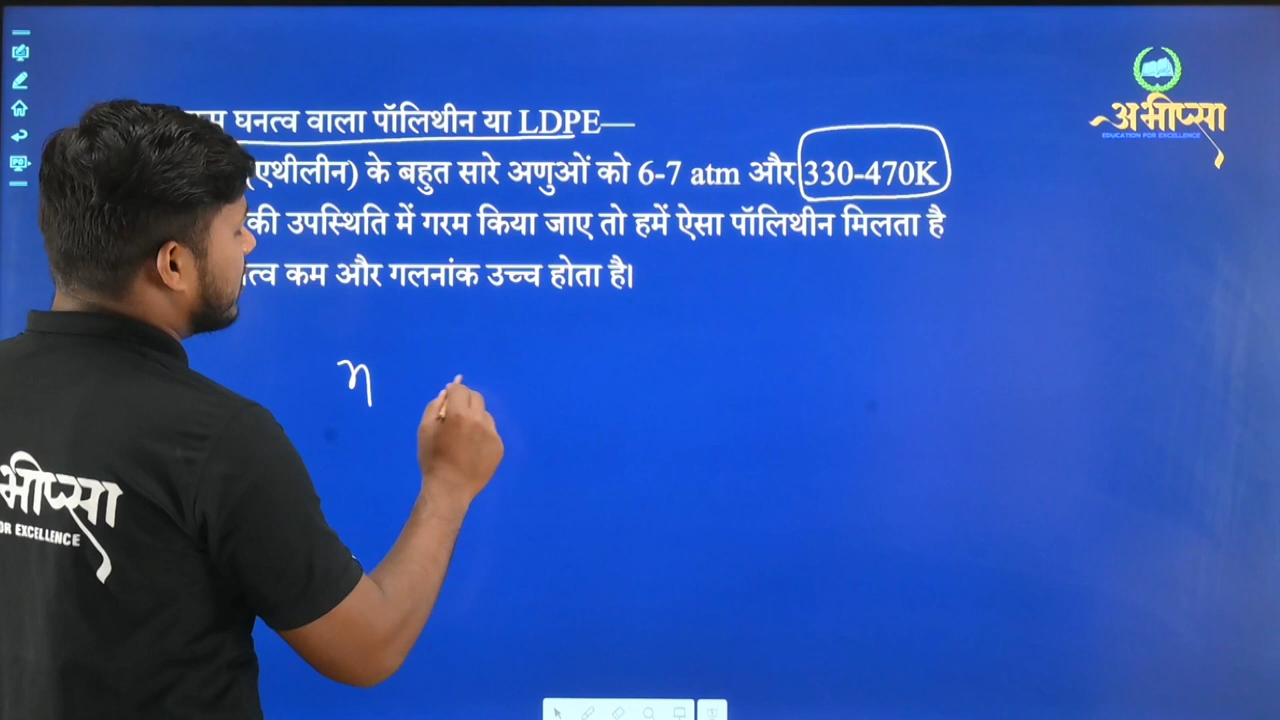 घनत्व वाला पॉलिथीन या LDPE—
(एथीलीन) के बहुत सारे अणुओं को 6-7 atm और 330-470K
की उपस्थिति में गरम किया जाए तो हमें ऐसा पॉलिथीन मिलता है
कम और गलनांक उच्च होता है।
n
अभीप्सा
EDUCATION FOR EXCELLENCE
भीप्सा
OR EXCELLENCE